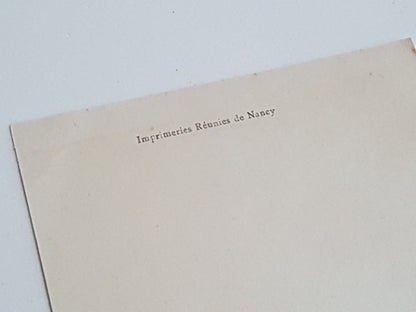 Imprimeries Réunies de Nancy